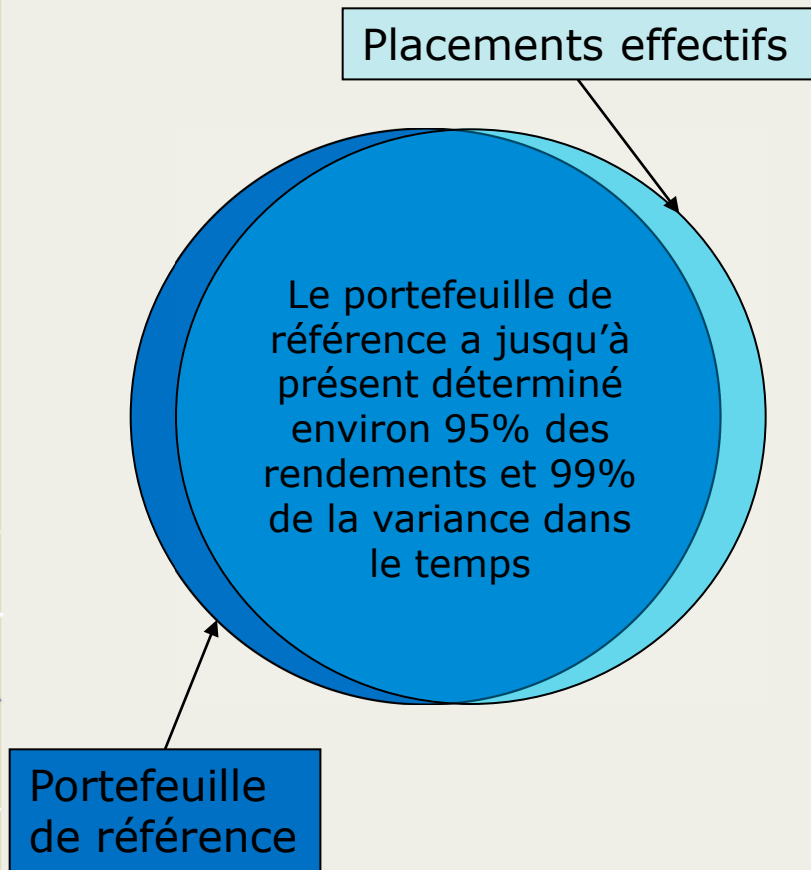 Placements effectifs
Le portefeuille de
référence a jusqu’à
présent déterminé
environ 95% des
rendements et 99%
de la variance dans
le temps
Portefeuille
de référence